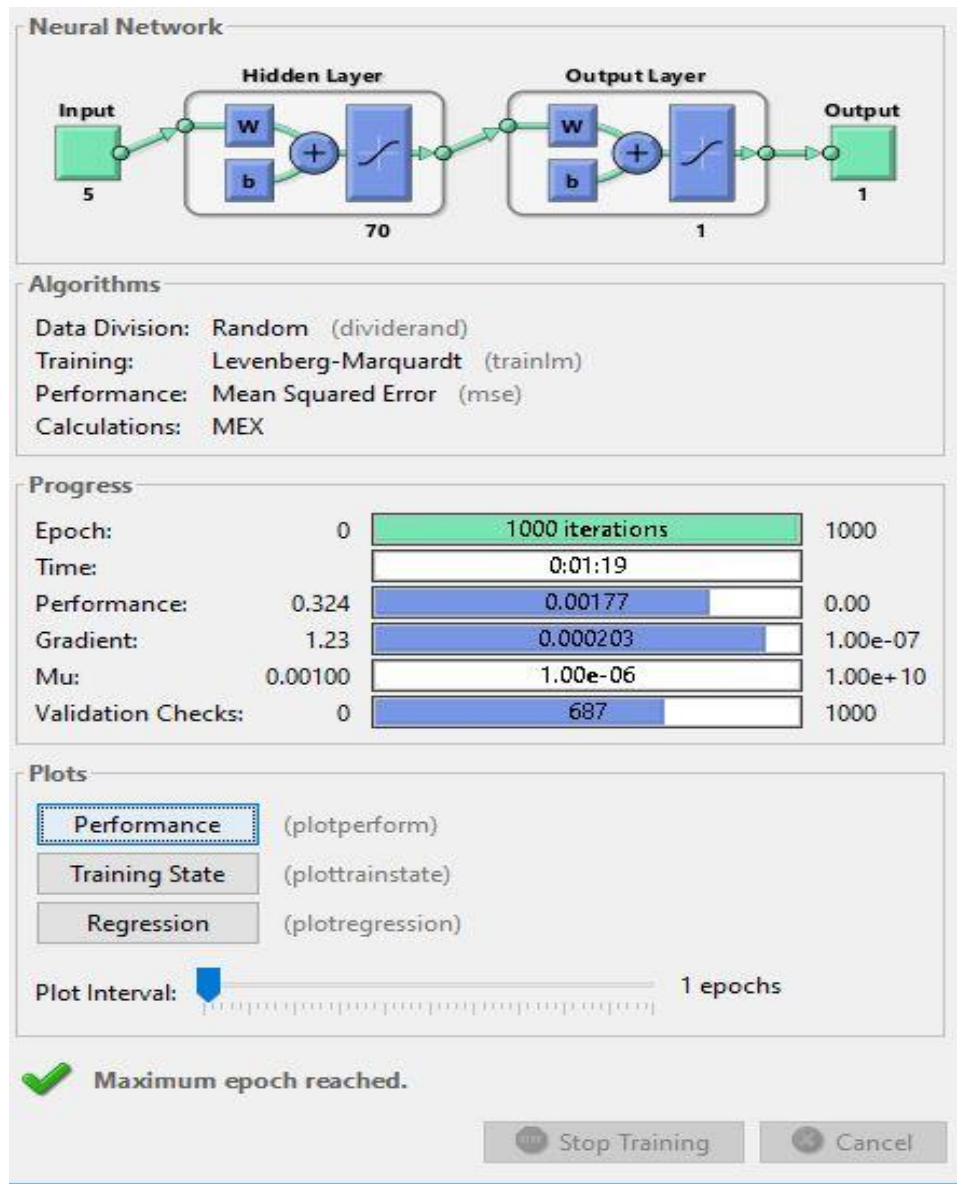 Neural Network
Hidden Layer
Output Layer
Input
Output
W
b
+
W
b
+
5
70
1
1
Algorithms
Data Division: Random (dividerand)
Training: Levenberg-Marquardt (trainlm)
Performance: Mean Squared Error (mse)
Calculations: MEX
Progress
Epoch: 0 1000 iterations 1000
Time: 0:01:19
Performance: 0.324 0.00177 0.00
Gradient: 1.23 0.000203 1.00e-07
Mu: 0.00100 1.00e-06 1.00e+10
Validation Checks: 0 687 1000
Plots
Performance (plotperform)
Training State (plottrainstate)
Regression (plotregression)
Plot Interval: 1 epochs
Maximum epoch reached.
Stop Training Cancel